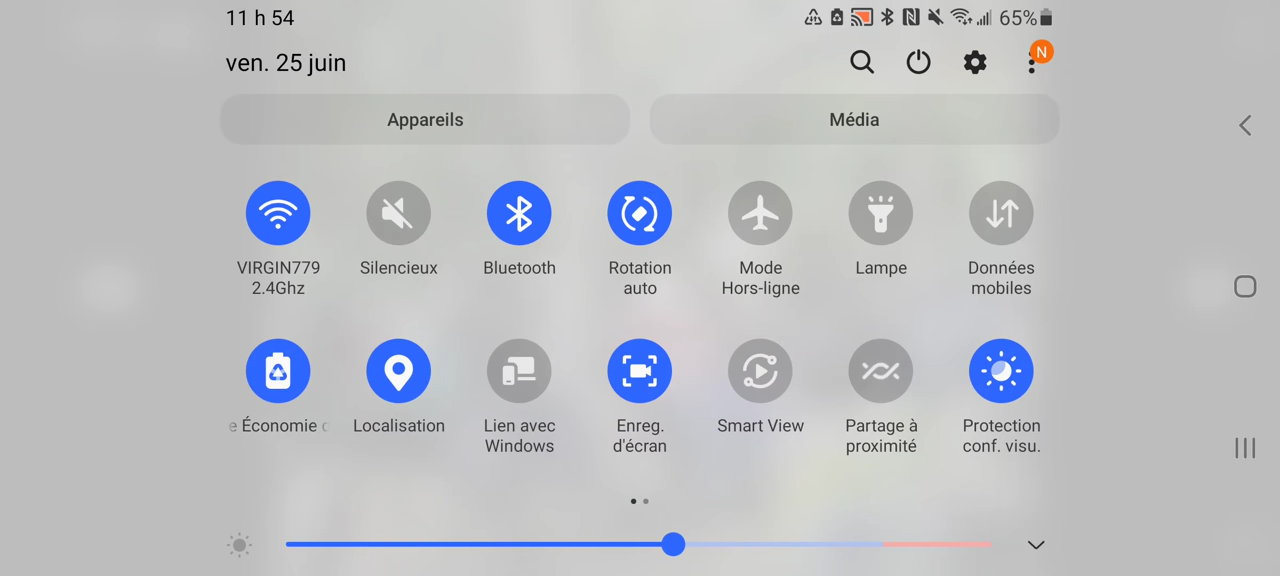 11 h 54
65%
ven. 25 juin
N
Appareils
Média
VIRGIN779
2.4Ghz
Silencieux
Bluetooth
Rotation
auto
Mode
Hors-ligne
Lampe
Données
mobiles
e Économie d
Localisation
Lien avec
Windows
Enreg.
d'écran
Smart View
Partage à
proximité
Protection
conf. visu.